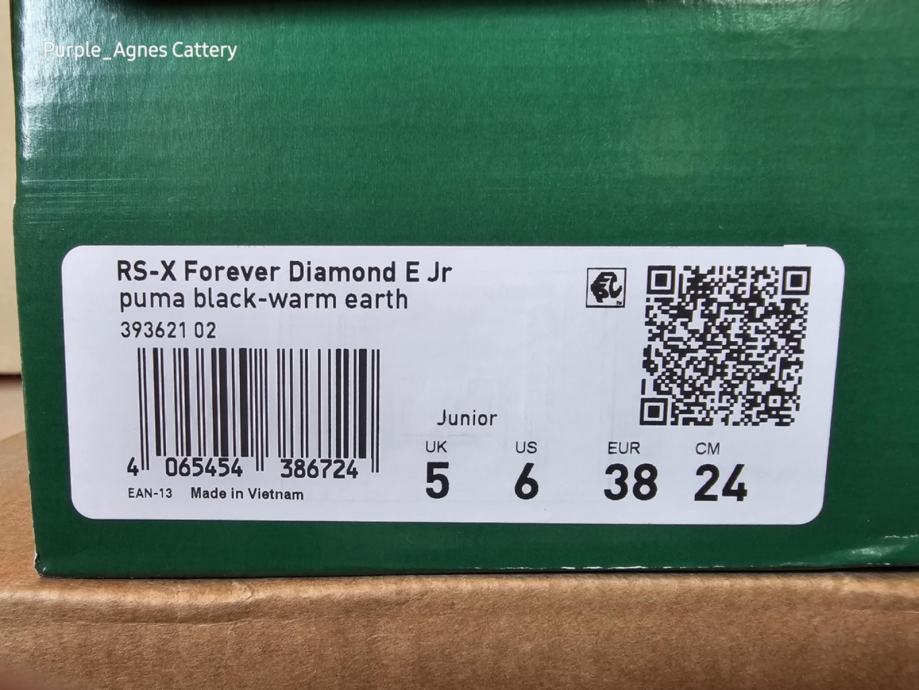 Purple_Agnes Cattery
RS-X Forever Diamond E Jr
puma black-warm earth
393621 02
4 065454 386724
EAN-13 Made in Vietnam
Junior
UK US EUR CM
5 6 38 24